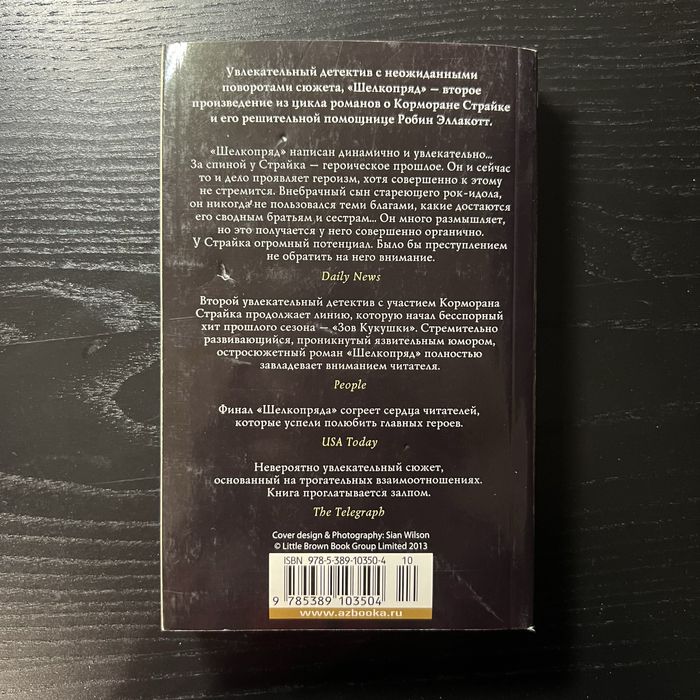 Увлекательный детектив с неожиданными
поворотами сюжета, «Шелкопряд» — второе
произведение из цикла романов о Корморане Страйке
и его решительной помощнице Робин Эллакотт.
«Шелкопряд» написан динамично и увлекательно...
За спиной у Страйка — героическое прошлое. Он и сейчас
то и дело проявляет героизм, хотя совершенно к этому
не стремится. Внебрачный сын стареющего рок-идола,
он никогда не пользовался теми благами, какие достаются
его сводным братьям и сестрам... Он много размышляет,
но это получается у него совершенно органично.
У Страйка огромный потенциал. Было бы преступлением
не обратить на него внимание.
Daily News
Второй увлекательный детектив с участием Корморана
Страйка продолжает линию, которую начал бесспорный
хит прошлого сезона — «Зов Кукушки». Стремительно
развивающийся, проникнутый язвительным юмором,
остросюжетный роман «Шелкопряд» полностью
завладевает вниманием читателя.
People
Финал «Шелкопряда» согреет сердца читателей,
которые успели полюбить главных героев.
USA Today
Невероятно увлекательный сюжет,
основанный на трогательных взаимоотношениях.
Книга проглатывается залпом.
The Telegraph
Cover design & Photography: Sian Wilson
© Little Brown Book Group Limited 2013
ISBN 978-5-389-10350-4 10
9 785389 103504
www.azbooka.ru